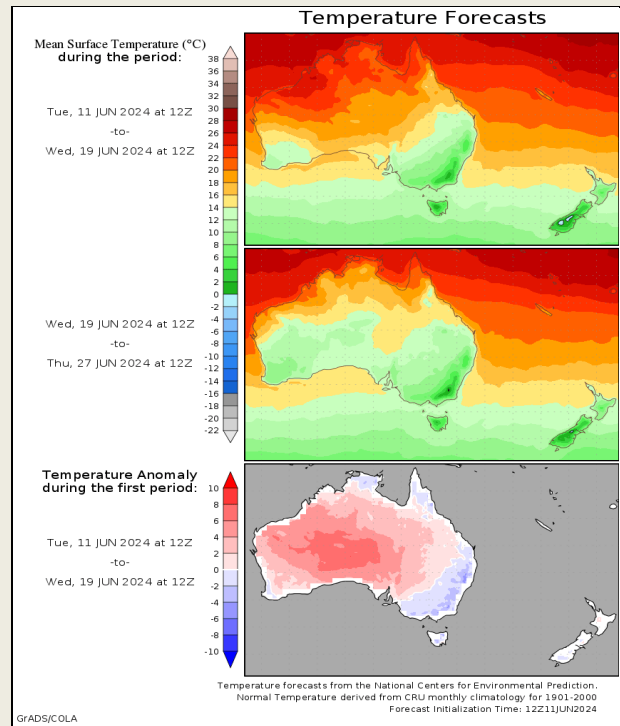 Temperature Forecasts
Mean Surface Temperature (°C)
during the period:
38
36
34
32
30
28
26
24
22
20
18
16
14
12
10
8
6
4
2
0
-2
-4
-6
-8
-10
-12
-14
-16
-18
-20
-22
Tue, 11 JUN 2024 at 12Z
-to-
Wed, 19 JUN 2024 at 12Z
Wed, 19 JUN 2024 at 12Z
-to-
Thu, 27 JUN 2024 at 12Z
Temperature Anomaly
during the first period:
10
8
6
4
2
0
-2
-4
-6
-8
-10
Tue, 11 JUN 2024 at 12Z
-to-
Wed, 19 JUN 2024 at 12Z
Temperature forecasts from the National Centers for Environmental Prediction.
Normal Temperature derived from CRU monthly climatology for 1901-2000
Forecast Initialization Time: 12Z11JUN2024
GrADS/COLA